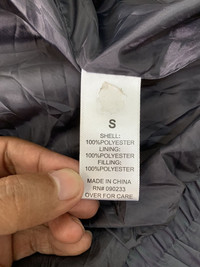 S
SHELL:
100%POLYESTER
LINING:
100%POLYESTER
FILLING:
100%POLYESTER
MADE IN CHINA
RN# 090233
OVER FOR CARE